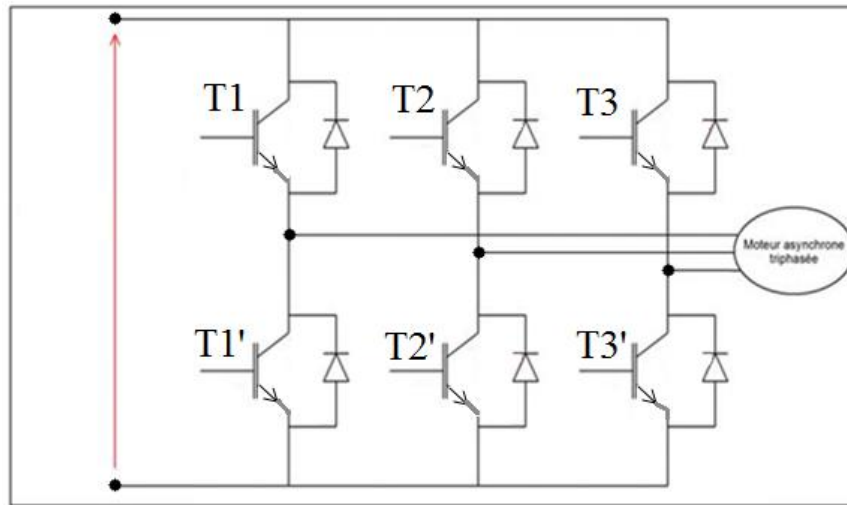 T1
T2
T3
Moteur asynchrone
triphasée
T1'
T2'
T3'